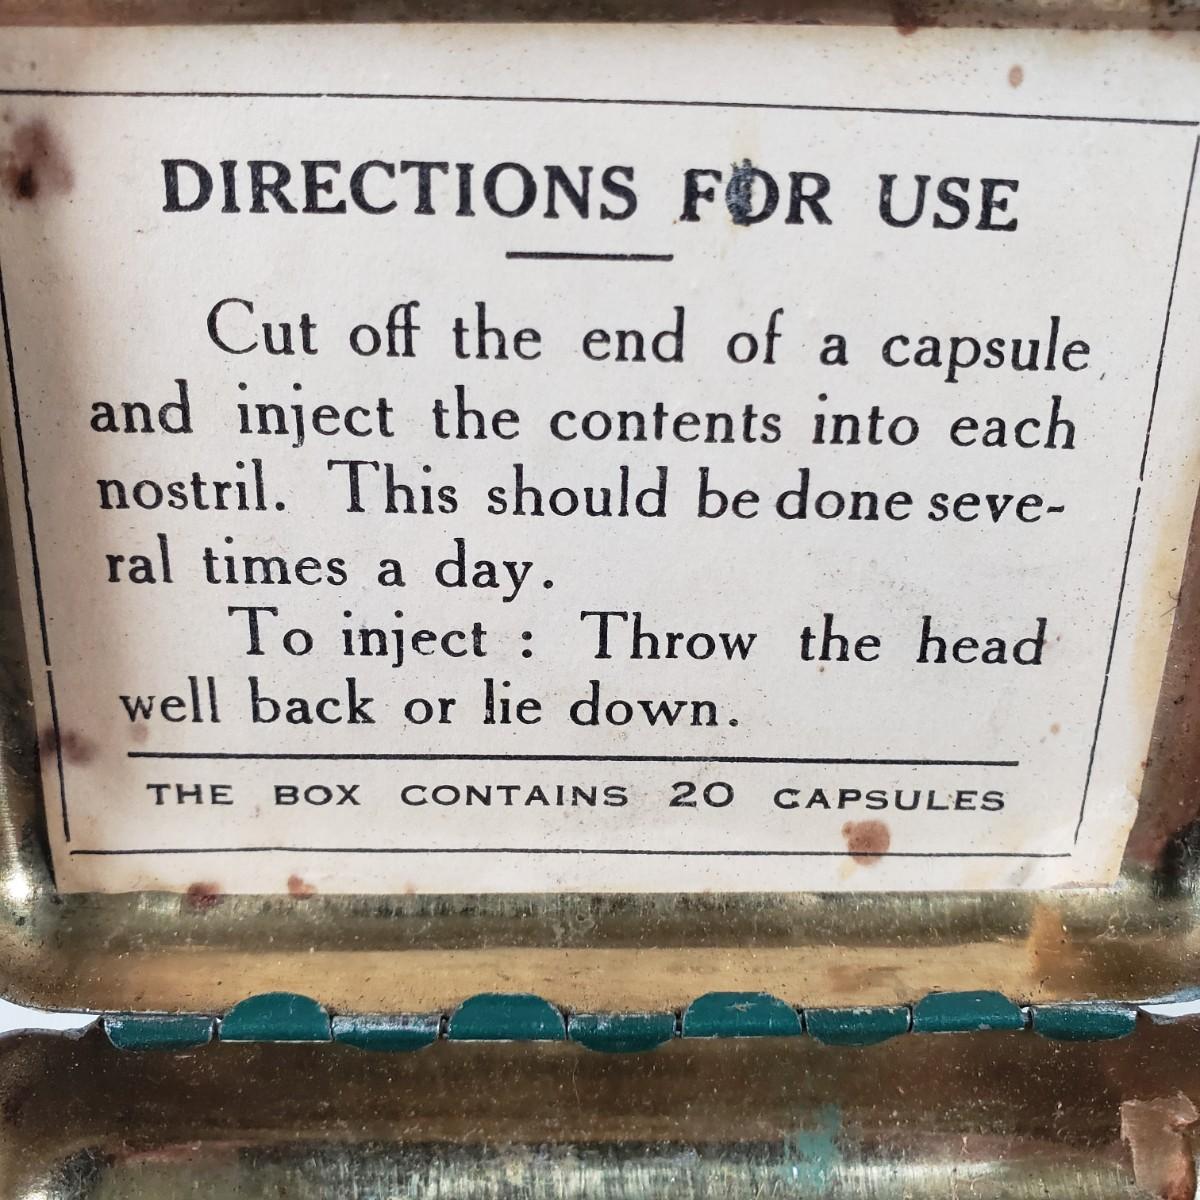 DIRECTIONS FOR USE
Cut off the end of a capsule
and inject the contents into each
nostril. This should be done seve-
ral times a day.
To inject : Throw the head
well back or lie down.
THE BOX CONTAINS 20 CAPSULES